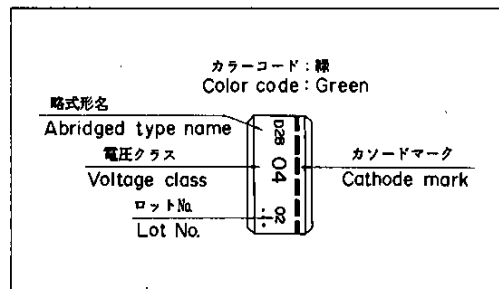 カラーコード：緑
Color code : Green
略式形名
Abridged type name
電圧クラス
Voltage class
ロットNo.
Lot No.
D28 04 02
カソードマーク
Cathode mark